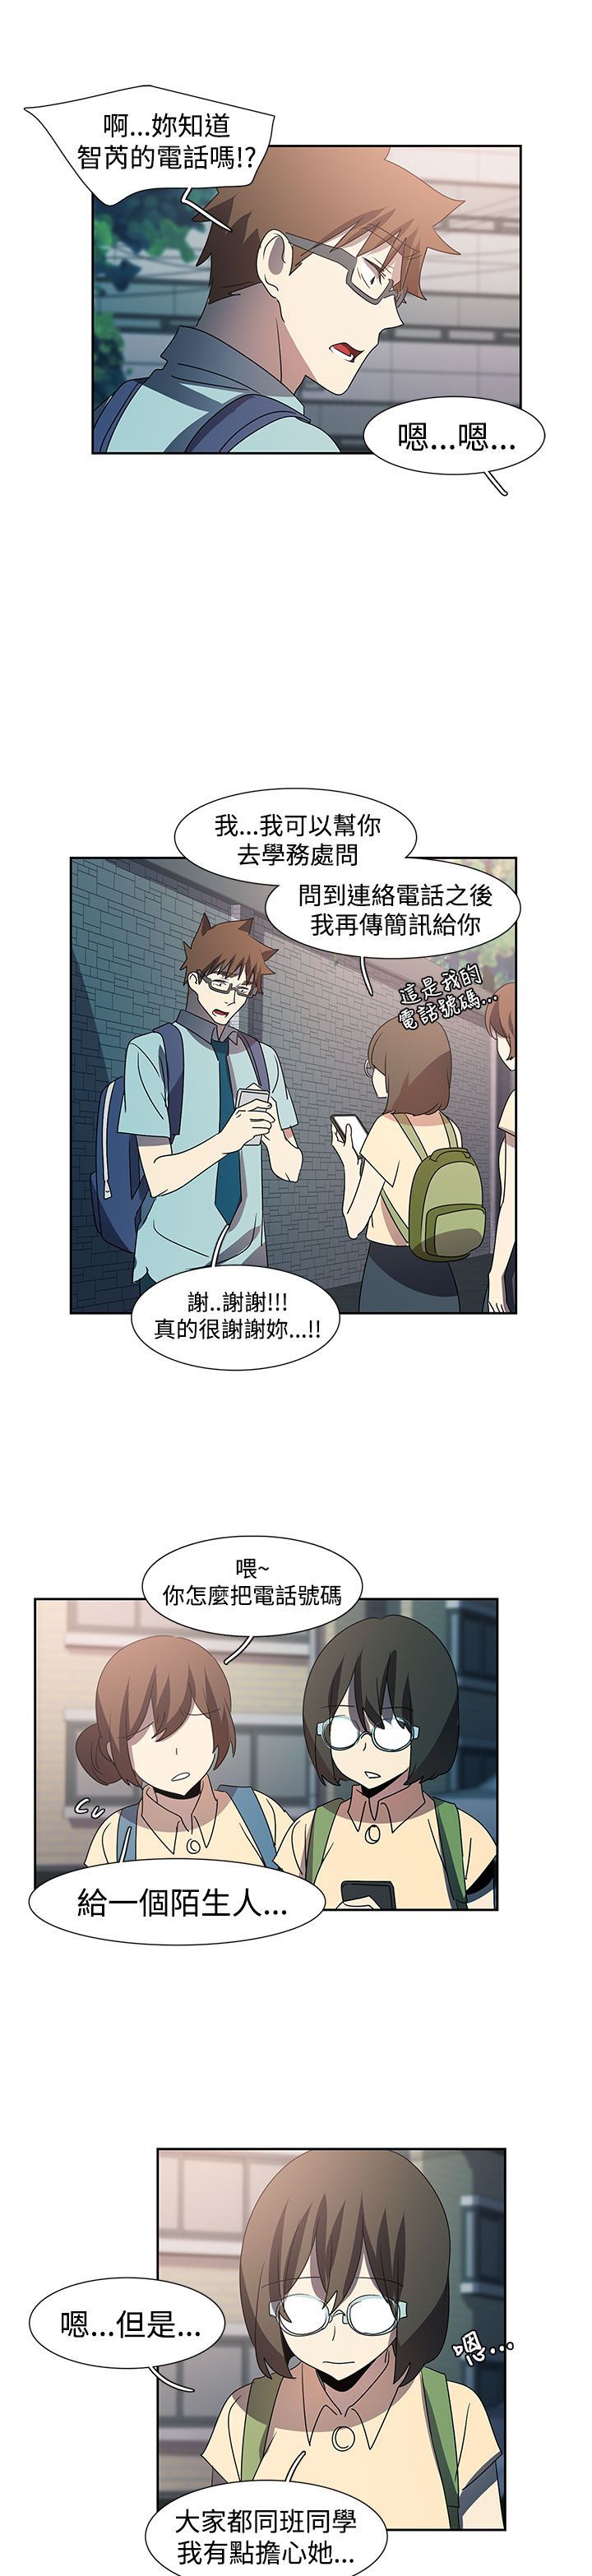 啊...妳知道
智芮的電話嗎!?
嗯...嗯...
我...我可以幫你
去學務處問
問到連絡電話之後
我再傳簡訊給你
這是我的
電話號碼...
謝..謝謝!!!
真的很謝謝妳...!!
喂~
你怎麼把電話號碼
給一個陌生人...
嗯...但是...
嗯...
大家都同班同學
我有點擔心她...